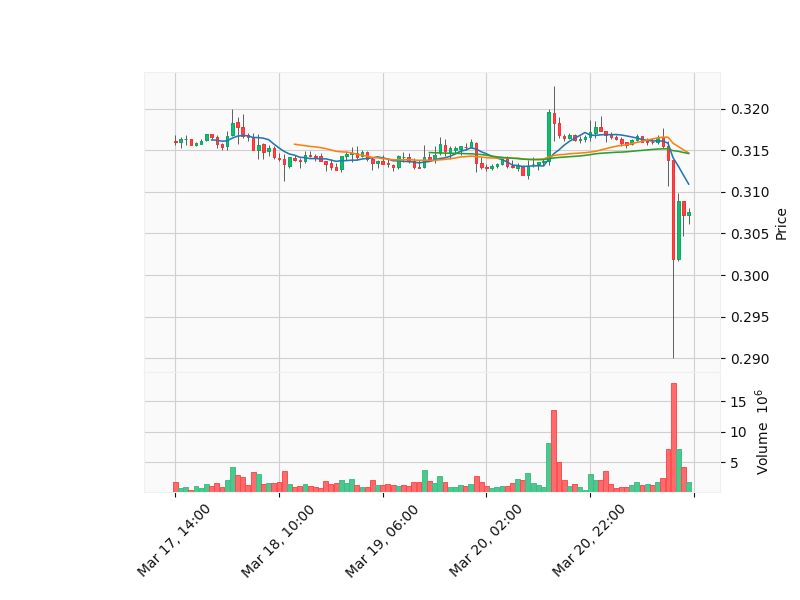 0.320
0.315
0.310
0.305
0.300
0.295
0.290
Price
15
10
5
Volume 10^6
Mar 17, 14:00
Mar 18, 10:00
Mar 19, 06:00
Mar 20, 02:00
Mar 20, 22:00